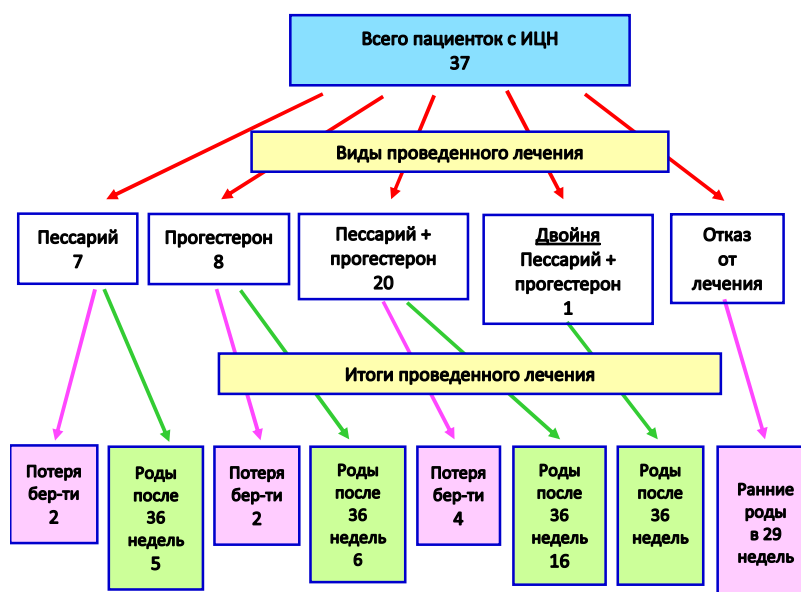 Всего пациенток с ИЦН
37
Виды проведенного лечения
Пессарий
7
Прогестерон
8
Пессарий +
прогестерон
20
Двойня
Пессарий +
прогестерон
1
Отказ
от
лечения
Итоги проведенного лечения
Потеря
бер-ти
2
Роды
после
36
недель
5
Потеря
бер-ти
2
Роды
после
36
недель
6
Потеря
бер-ти
4
Роды
после
36
недель
16
Роды
после
36
недель
Ранние
роды
в 29
недель